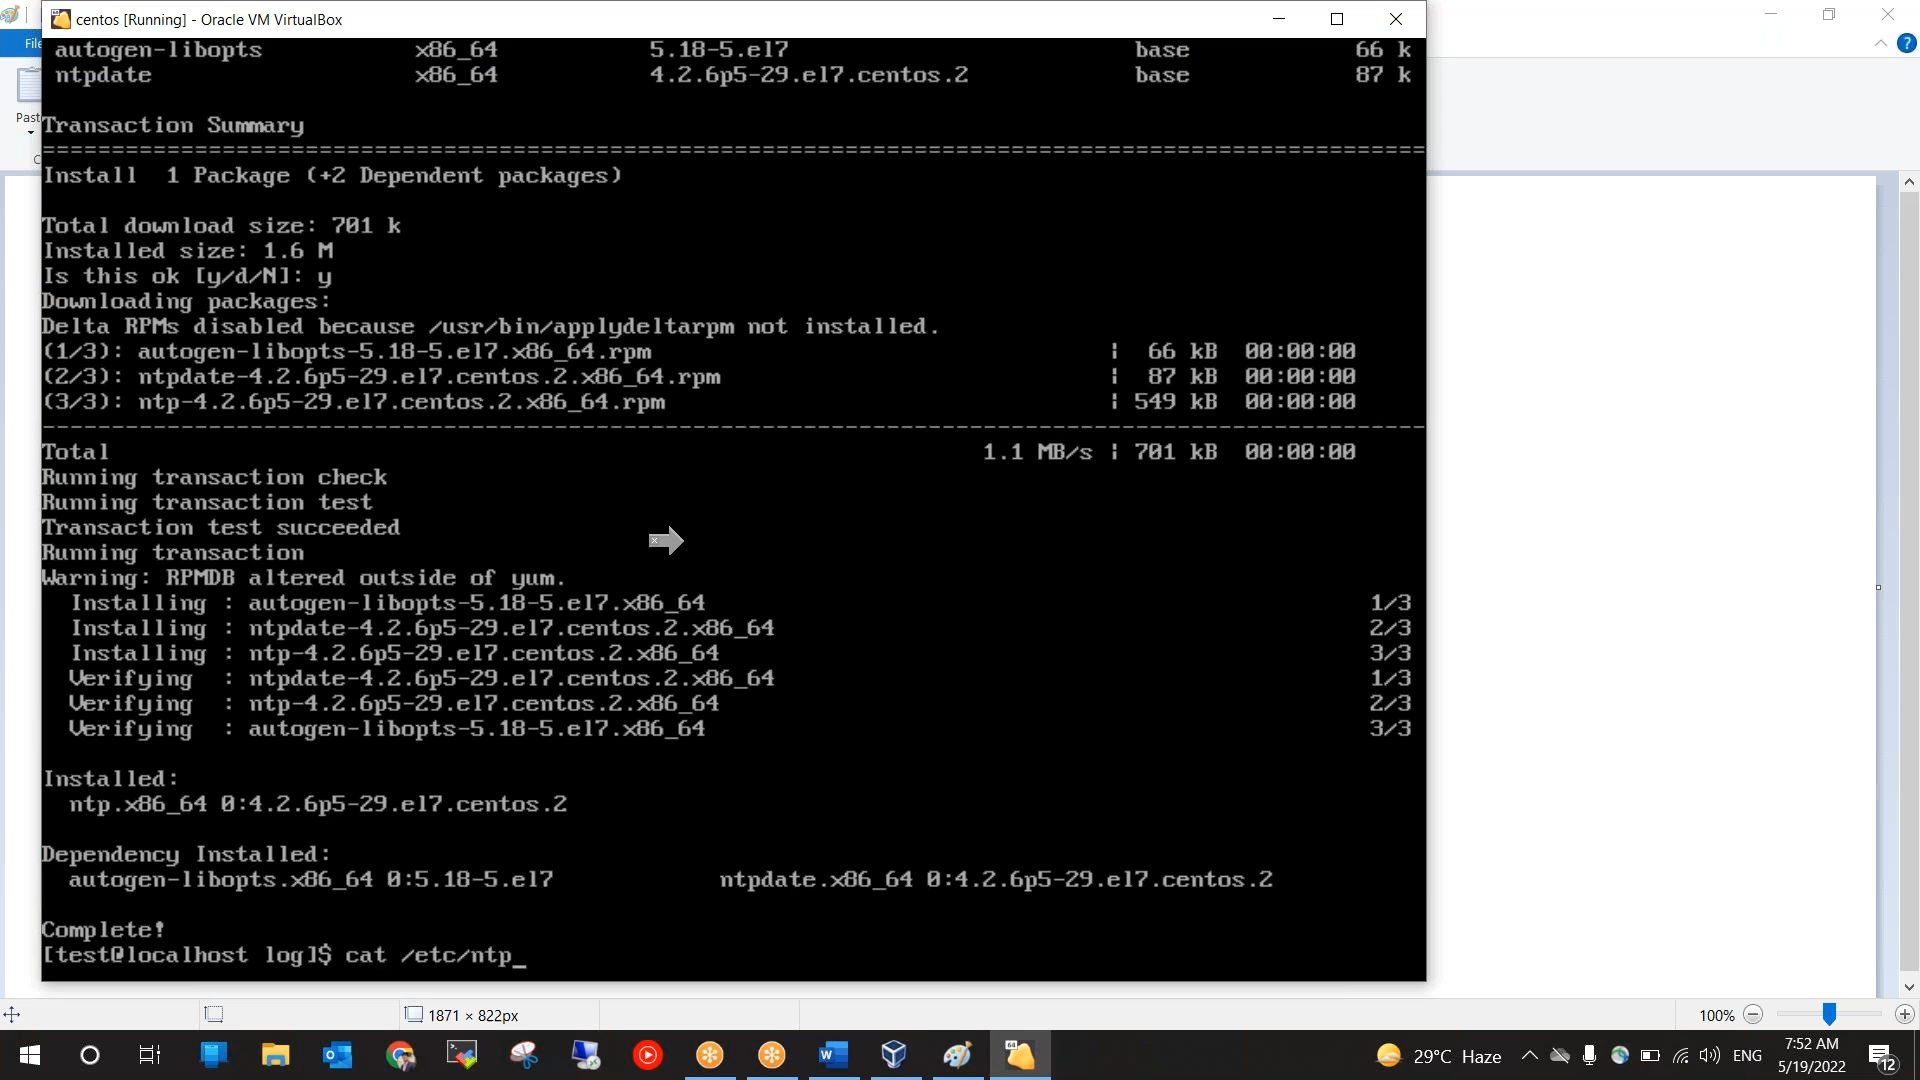 centos [Running] - Oracle VM VirtualBox
File
Paste
autogen-libopts x86_64 5.18-5.el7 base 66 k
ntpdate x86_64 4.2.6p5-29.el7.centos.2 base 87 k
Transaction Summary
====================================================================================================
Install 1 Package (+2 Dependent packages)
Total download size: 701 k
Installed size: 1.6 M
Is this ok [y/d/N]: y
Downloading packages:
Delta RPMs disabled because /usr/bin/applydeltarpm not installed.
(1/3): autogen-libopts-5.18-5.el7.x86_64.rpm | 66 kB 00:00:00
(2/3): ntpdate-4.2.6p5-29.el7.centos.2.x86_64.rpm | 87 kB 00:00:00
(3/3): ntp-4.2.6p5-29.el7.centos.2.x86_64.rpm | 549 kB 00:00:00
----------------------------------------------------------------------------------------------------
Total 1.1 MB/s | 701 kB 00:00:00
Running transaction check
Running transaction test
Transaction test succeeded
Running transaction
Warning: RPMDB altered outside of yum.
Installing : autogen-libopts-5.18-5.el7.x86_64 1/3
Installing : ntpdate-4.2.6p5-29.el7.centos.2.x86_64 2/3
Installing : ntp-4.2.6p5-29.el7.centos.2.x86_64 3/3
Verifying : ntpdate-4.2.6p5-29.el7.centos.2.x86_64 1/3
Verifying : ntp-4.2.6p5-29.el7.centos.2.x86_64 2/3
Verifying : autogen-libopts-5.18-5.el7.x86_64 3/3
Installed:
ntp.x86_64 0:4.2.6p5-29.el7.centos.2
Dependency Installed:
autogen-libopts.x86_64 0:5.18-5.el7 ntpdate.x86_64 0:4.2.6p5-29.el7.centos.2
Complete!
[test@localhost log]$ cat /etc/ntp_
1871 × 822px
100%
29°C Haze
ENG
7:52 AM
5/19/2022
12